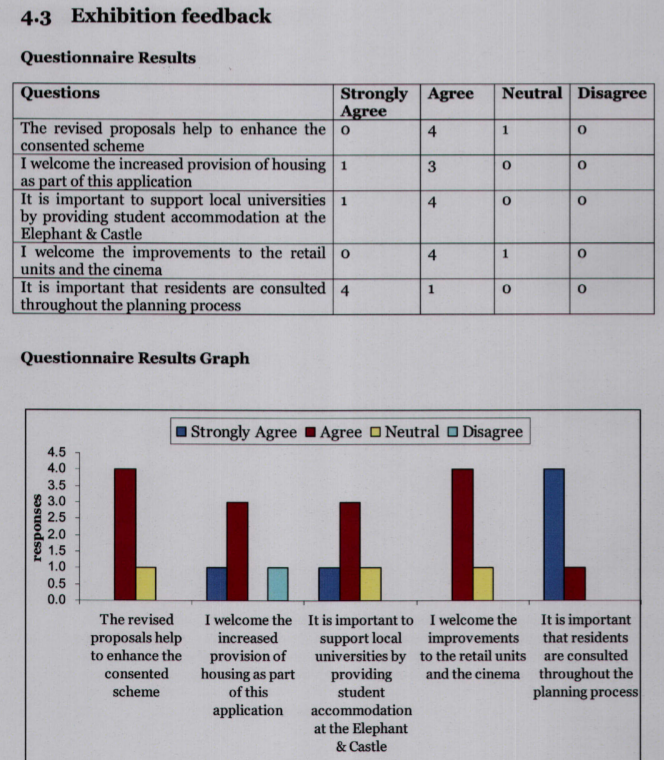 4.3 Exhibition feedback
Questionnaire Results
Questions Strongly Agree Agree Neutral Disagree
The revised proposals help to enhance the 0 4 1 0
consented scheme
I welcome the increased provision of housing 1 3 0 0
as part of this application
It is important to support local universities 1 4 0 0
by providing student accommodation at the
Elephant & Castle
I welcome the improvements to the retail 0 4 1 0
units and the cinema
It is important that residents are consulted 4 1 0 0
throughout the planning process
Questionnaire Results Graph
Strongly Agree Agree Neutral Disagree
4.5
4.0
3.5
3.0
2.5
2.0
1.5
1.0
0.5
0.0
responses
The revised
proposals help
to enhance the
consented
scheme
I welcome the
increased
provision of
housing as part
of this
application
It is important to
support local
universities by
providing
student
accommodation
at the Elephant
& Castle
I welcome the
improvements
to the retail units
and the cinema
It is important
that residents
are consulted
throughout the
planning process